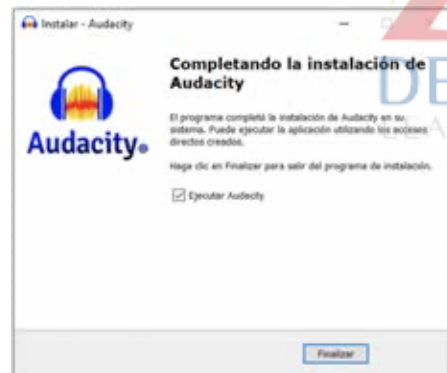 Instalar - Audacity
Completando la instalación de
Audacity
El programa completó la instalación de Audacity en su
sistema. Puede ejecutar la aplicación utilizando los accesos
directos creados.
Haga clic en Finalizar para salir del programa de instalación.
Ejecutar Audacity
Audacity®
Finalizar
DE